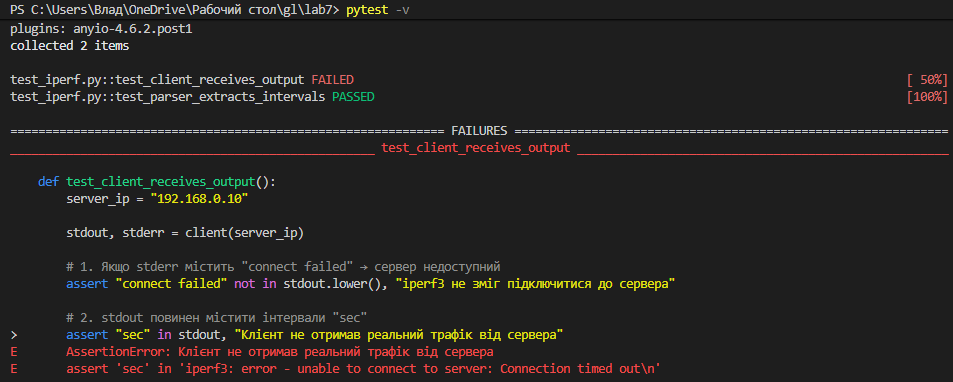 PS C:\Users\Влад\OneDrive\Рабочий стол\gl\lab7> pytest -v
plugins: anyio-4.6.2.post1
collected 2 items
test_iperf.py::test_client_receives_output FAILED [ 50%]
test_iperf.py::test_parser_extracts_intervals PASSED [100%]
============================================================== FAILURES ==============================================================
____________________________________________________ test_client_receives_output _____________________________________________________
def test_client_receives_output():
server_ip = "192.168.0.10"
stdout, stderr = client(server_ip)
# 1. Якщо stderr містить "connect failed" → сервер недоступний
assert "connect failed" not in stdout.lower(), "iperf3 не зміг підключитися до сервера"
# 2. stdout повинен містити інтервали "sec"
> assert "sec" in stdout, "Клієнт не отримав реальний трафік від сервера"
E AssertionError: Клієнт не отримав реальний трафік від сервера
E assert 'sec' in 'iperf3: error - unable to connect to server: Connection timed out\n'